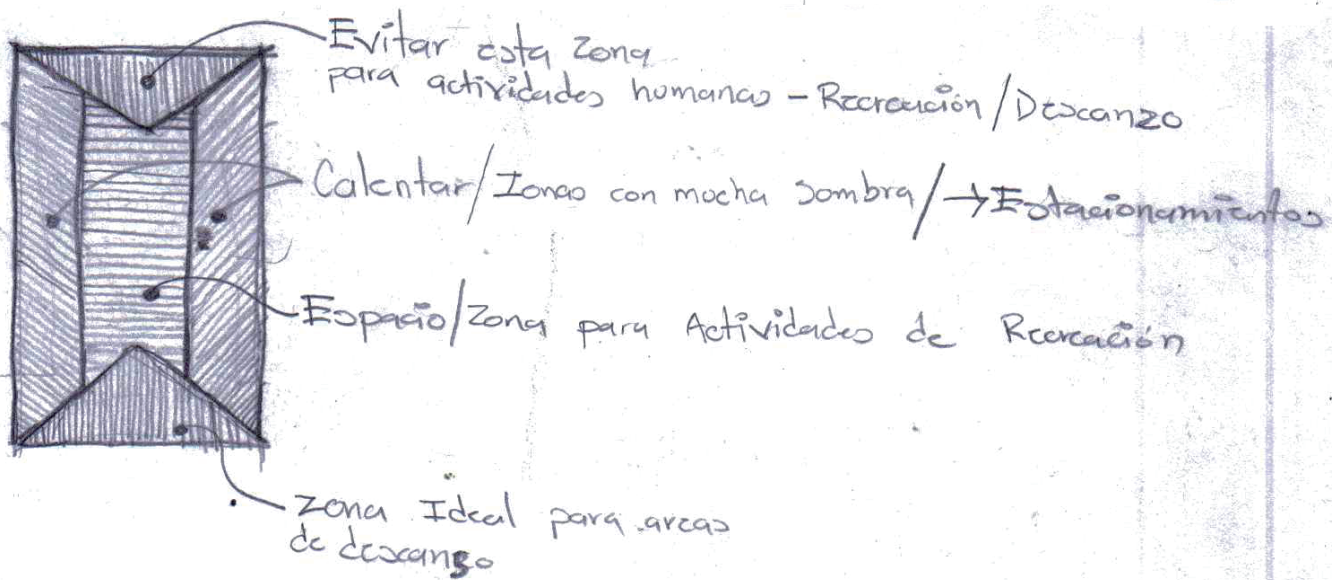 Evitar esta zona
para actividades humanas - Recreación/Descanzo
Calentar/Zonas con mucha sombra/→Estacionamientos
Espacio/Zona para Actividades de Recreación
Zona Ideal para areas
de descanso